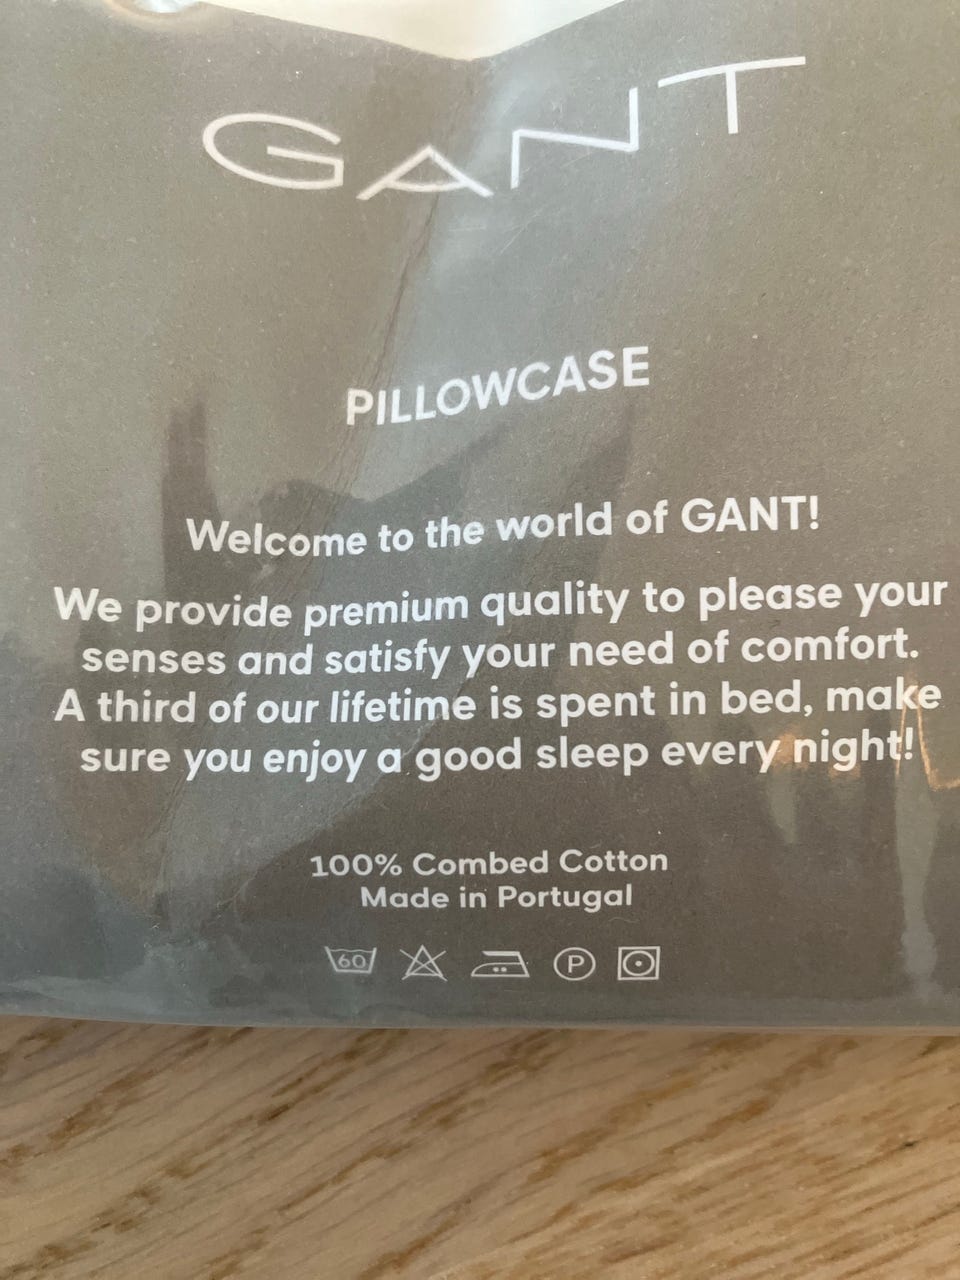 GANT
PILLOWCASE
Welcome to the world of GANT!
We provide premium quality to please your
senses and satisfy your need of comfort.
A third of our lifetime is spent in bed, make
sure you enjoy a good sleep every night!
100% Combed Cotton
Made in Portugal
60 P